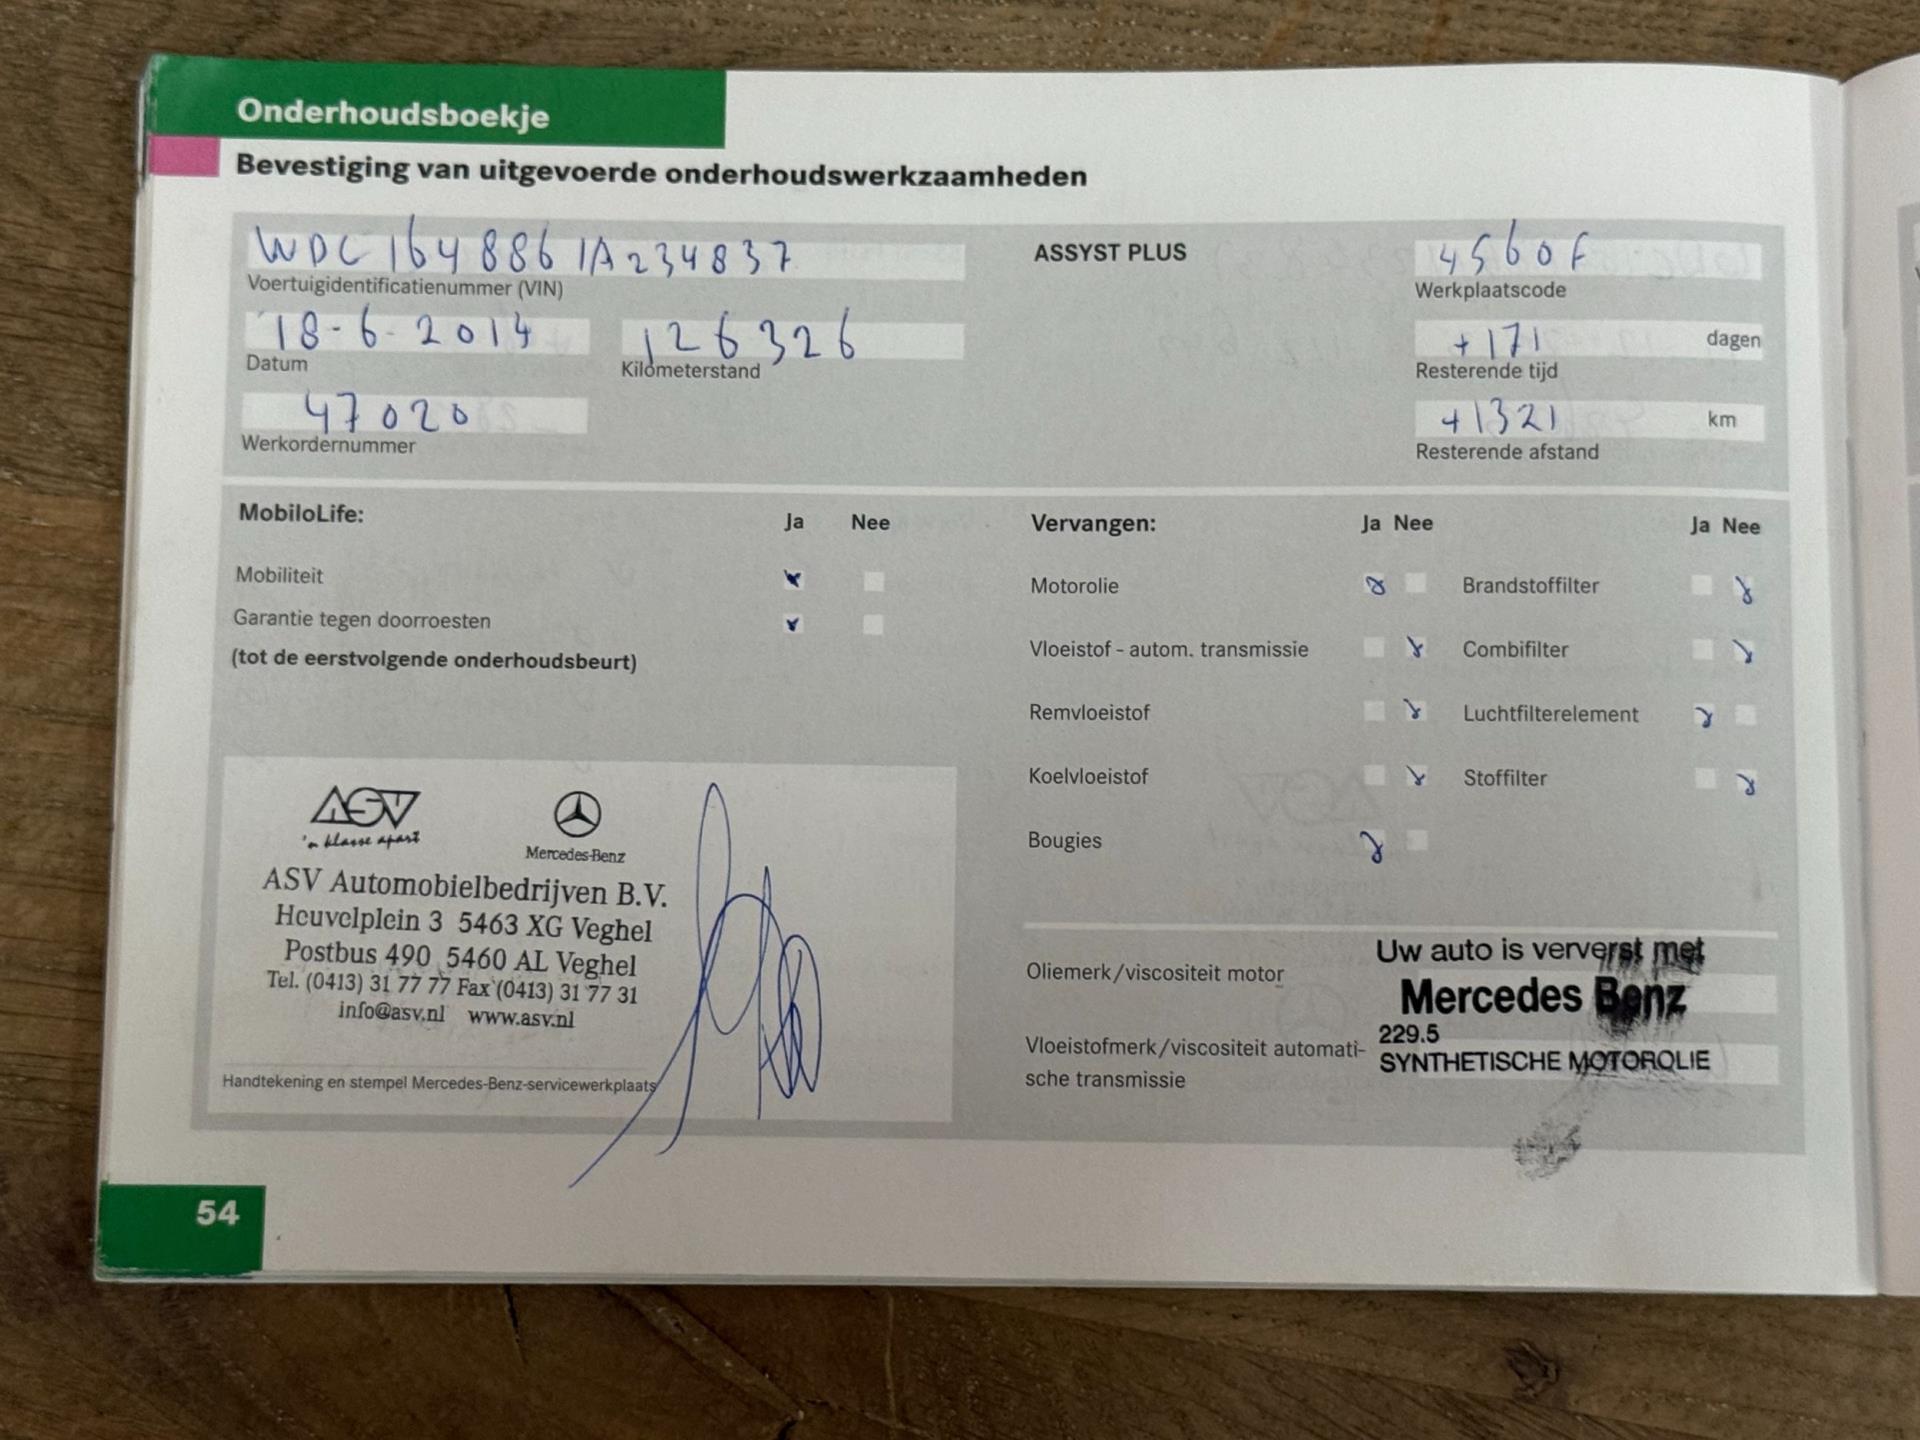 Onderhoudsboekje
Bevestiging van uitgevoerde onderhoudswerkzaamheden
WDC1648861A234837
Voertuigidentificatienummer (VIN)
18-6-2014
Datum
126326
Kilometerstand
47020
Werkordernummer
ASSYST PLUS
4560F
Werkplaatscode
+171 dagen
Resterende tijd
+1321 km
Resterende afstand
MobiloLife: Ja Nee
Mobiliteit
Garantie tegen doorroesten
(tot de eerstvolgende onderhoudsbeurt)
Vervangen: Ja Nee Ja Nee
Motorolie Brandstoffilter
Vloeistof - autom. transmissie Combifilter
Remvloeistof Luchtfilterelement
Koelvloeistof Stoffilter
Bougies
ASV
'n klasse apart
Mercedes-Benz
ASV Automobielbedrijven B.V.
Heuvelplein 3 5463 XG Veghel
Postbus 490 5460 AL Veghel
Tel. (0413) 31 77 77 Fax (0413) 31 77 31
info@asv.nl www.asv.nl
Handtekening en stempel Mercedes-Benz-servicewerkplaats
Oliemerk/viscositeit motor
Vloeistofmerk/viscositeit automati-
sche transmissie
Uw auto is ververst met
Mercedes Benz
229.5
SYNTHETISCHE MOTOROLIE
54